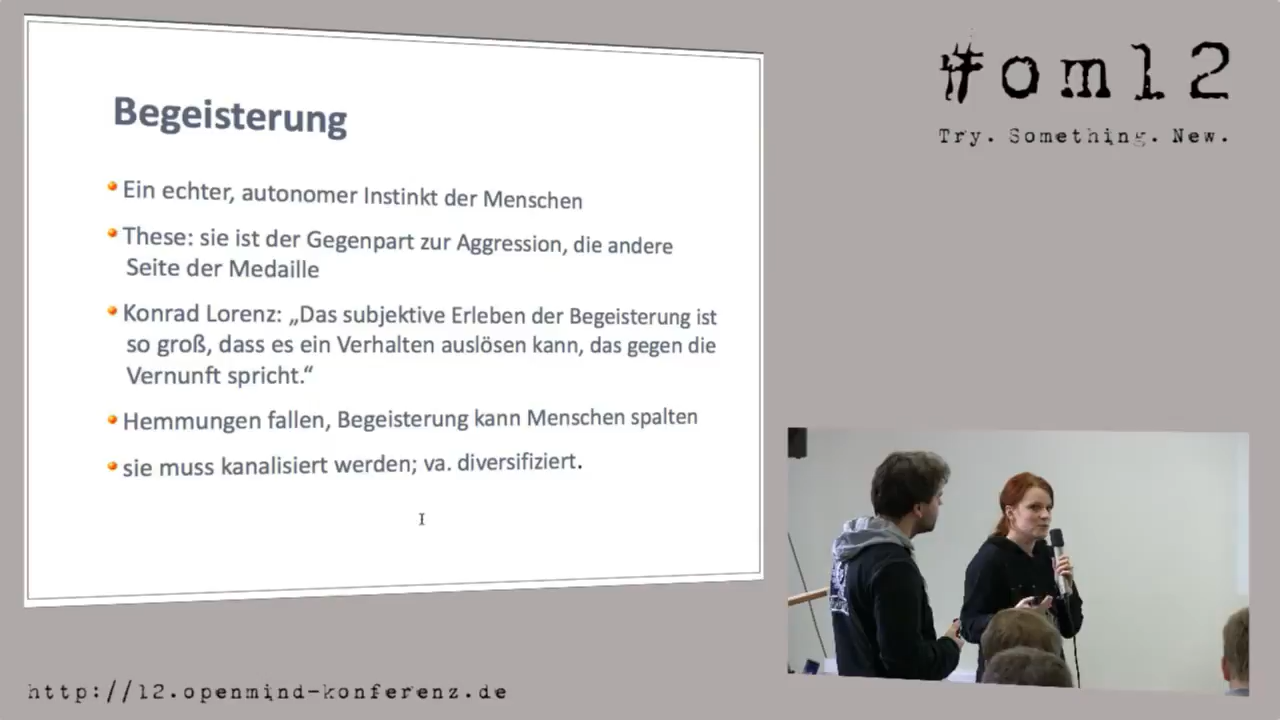 Begeisterung
Ein echter, autonomer Instinkt der Menschen
These: sie ist der Gegenpart zur Aggression, die andere
Seite der Medaille
Konrad Lorenz: „Das subjektive Erleben der Begeisterung ist
so groß, dass es ein Verhalten auslösen kann, das gegen die
Vernunft spricht.“
Hemmungen fallen, Begeisterung kann Menschen spalten
sie muss kanalisiert werden; va. diversifiziert.
#om12
Try. Something. New.
http://12.openmind-konferenz.de